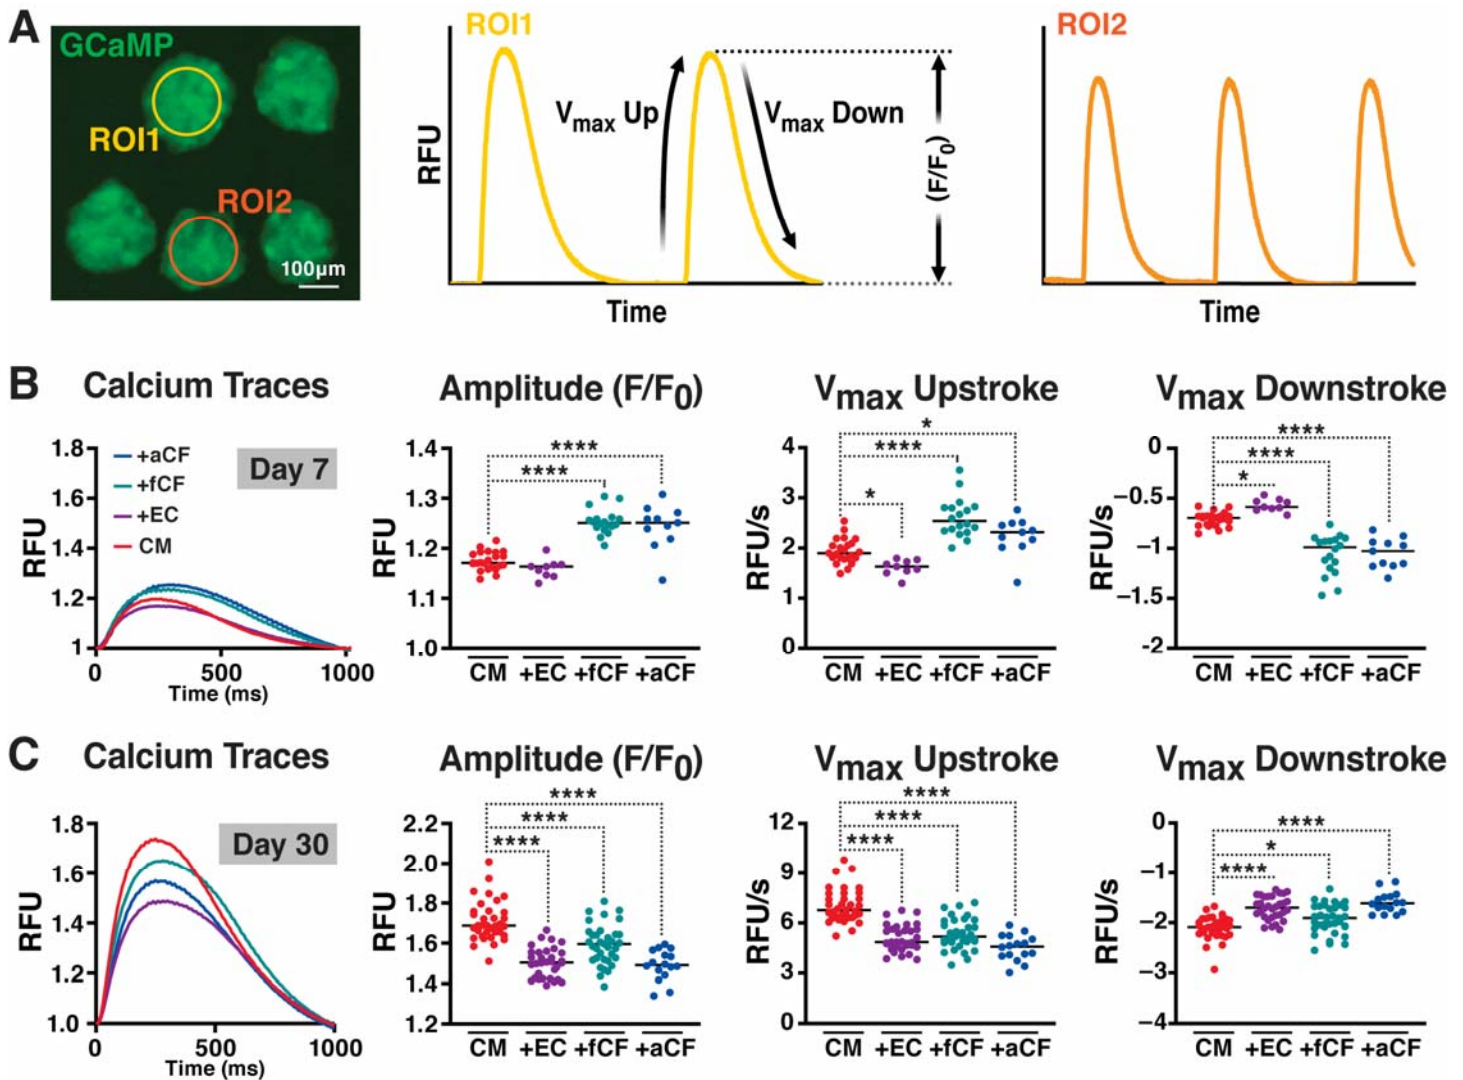 A
GCaMP
ROI1
ROI2
100µm
ROI1
RFU
Vmax Up
Vmax Down
(F/F0)
Time
ROI2
Time
B
Calcium Traces
Amplitude (F/F0)
Vmax Upstroke
Vmax Downstroke
RFU
1.8
1.6
1.4
1.2
1
+aCF
+fCF
+EC
CM
Day 7
0 500 1000
Time (ms)
RFU
1.4
1.3
1.2
1.1
1.0
****
****
CM +EC +fCF +aCF
RFU/s
4
3
2
1
0
*
****
*
CM +EC +fCF +aCF
RFU/s
0
−0.5
−1
−1.5
-2
****
****
*
CM +EC +fCF +aCF
C
Calcium Traces
Amplitude (F/F0)
Vmax Upstroke
Vmax Downstroke
RFU
1.8
1.6
1.4
1.2
1.0
Day 30
0 500 1000
Time (ms)
RFU
2.2
2.0
1.8
1.6
1.4
1.2
****
****
****
CM +EC +fCF +aCF
RFU/s
12
9
6
3
0
****
****
****
CM +EC +fCF +aCF
RFU/s
0
−1
−2
−3
−4
****
*
****
CM +EC +fCF +aCF